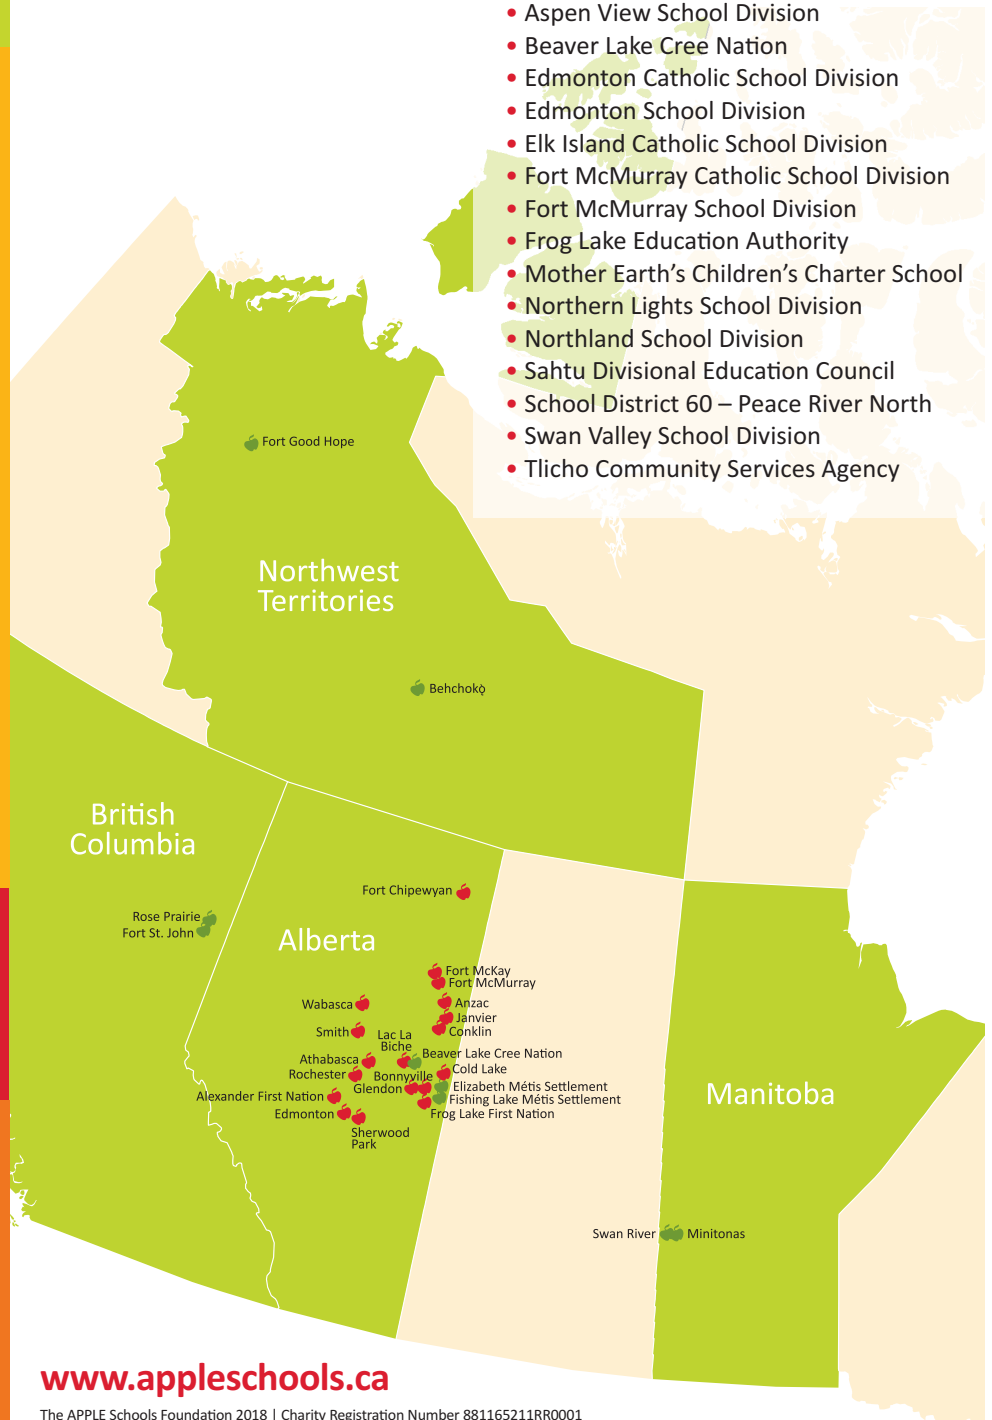 • Aspen View School Division
• Beaver Lake Cree Nation
• Edmonton Catholic School Division
• Edmonton School Division
• Elk Island Catholic School Division
• Fort McMurray Catholic School Division
• Fort McMurray School Division
• Frog Lake Education Authority
• Mother Earth's Children's Charter School
• Northern Lights School Division
• Northland School Division
• Sahtu Divisional Education Council
• School District 60 – Peace River North
• Swan Valley School Division
• Tlicho Community Services Agency
Fort Good Hope
Northwest
Territories
Behchokǫ̀
British
Columbia
Fort Chipewyan
Rose Prairie
Fort St. John
Alberta
Fort McKay
Fort McMurray
Wabasca
Anzac
Janvier
Smith
Conklin
Lac La
Biche
Beaver Lake Cree Nation
Athabasca
Cold Lake
Rochester
Bonnyville
Glendon
Elizabeth Métis Settlement
Alexander First Nation
Fishing Lake Métis Settlement
Edmonton
Frog Lake First Nation
Sherwood
Park
Manitoba
Swan River
Minitonas
www.appleschools.ca
The APPLE Schools Foundation 2018 | Charity Registration Number 881165211RR0001